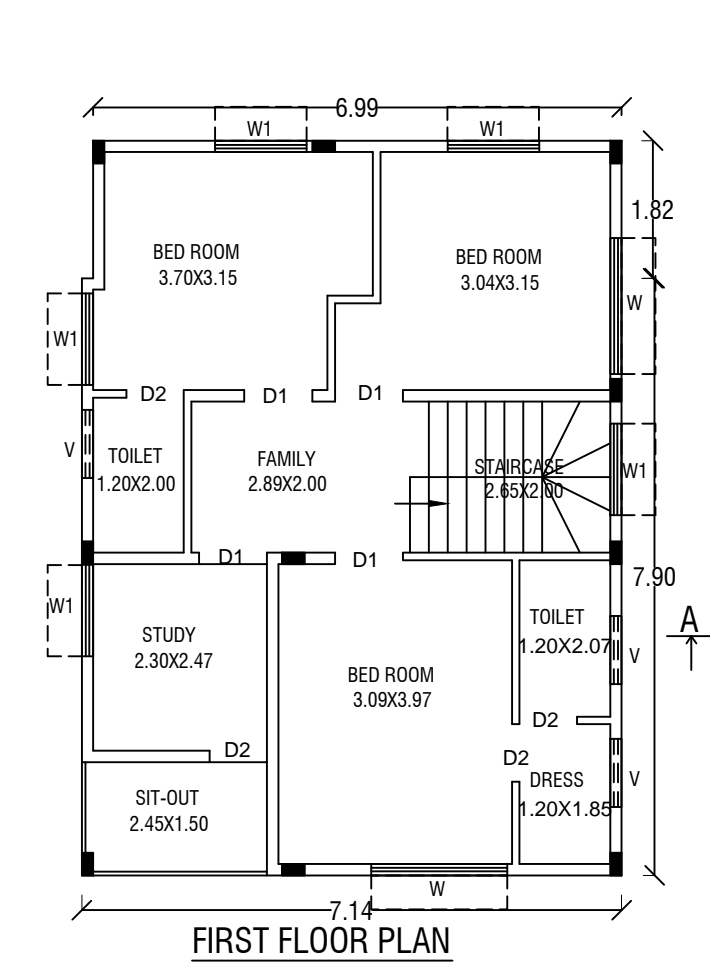 6.99
W1
W1
1.82
BED ROOM
3.70X3.15
BED ROOM
3.04X3.15
W
W1
D2
D1
D1
V
TOILET
1.20X2.00
FAMILY
2.89X2.00
STAIRCASE
2.65X2.00
W1
D1
D1
7.90
W1
STUDY
2.30X2.47
TOILET
1.20X2.07
A
V
BED ROOM
3.09X3.97
D2
D2
D2
V
DRESS
1.20X1.85
SIT-OUT
2.45X1.50
W
7.14
FIRST FLOOR PLAN